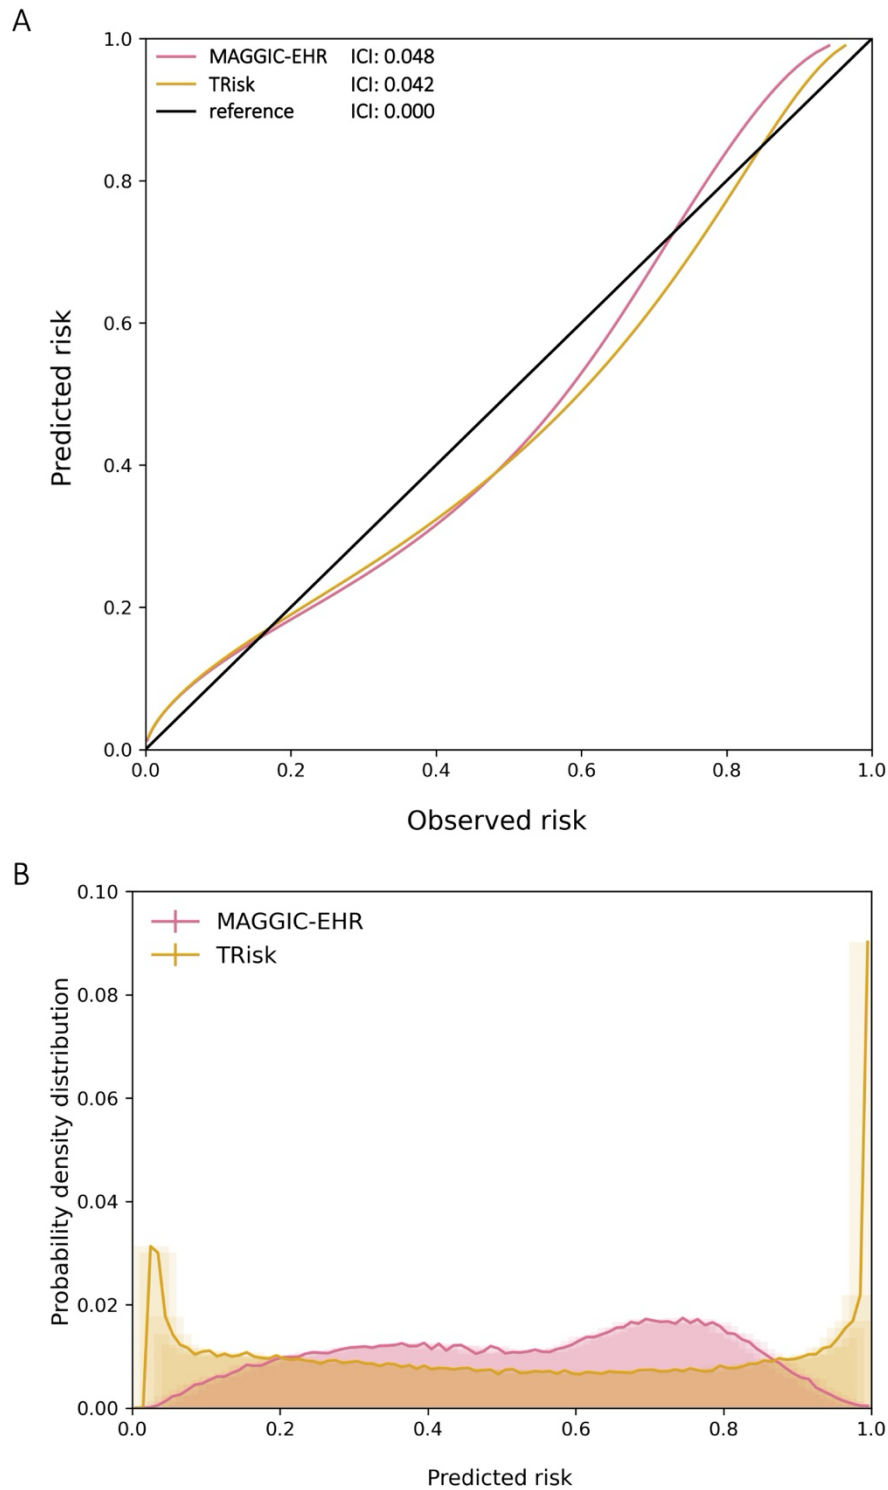 A
1.0
MAGGIC-EHR ICI: 0.048
TRisk ICI: 0.042
reference ICI: 0.000
0.8
0.6
0.4
0.2
0.0
Predicted risk
0.0 0.2 0.4 0.6 0.8 1.0
Observed risk
B
0.10
MAGGIC-EHR
TRisk
0.08
0.06
0.04
0.02
0.00
Probability density distribution
0.0 0.2 0.4 0.6 0.8 1.0
Predicted risk